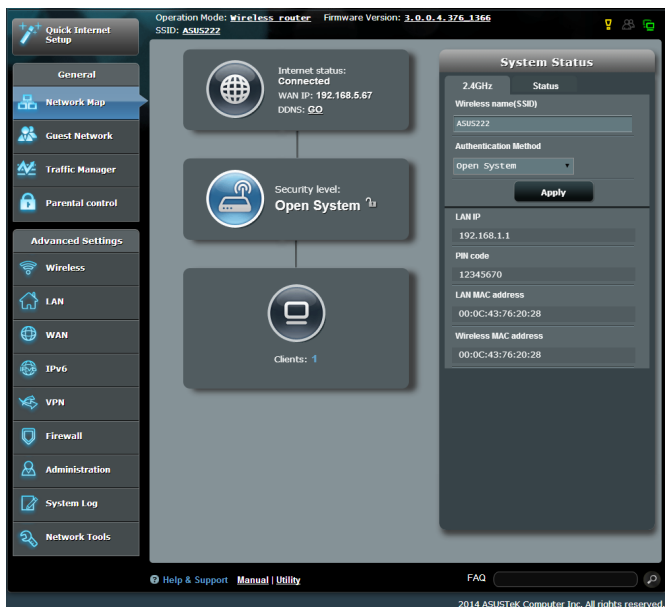 Operation Mode: Wireless router Firmware Version: 3.0.0.4.376_1366
SSID: ASUS222
Quick Internet
Setup
General
Network Map
Guest Network
Traffic Manager
Parental control
Advanced Settings
Wireless
LAN
WAN
IPv6
VPN
Firewall
Administration
System Log
Network Tools
Internet status:
Connected
WAN IP: 192.168.5.67
DDNS: GO
Security level:
Open System
Clients: 1
System Status
2.4GHz Status
Wireless name(SSID)
ASUS222
Authentication Method
Open System
Apply
LAN IP
192.168.1.1
PIN code
12345670
LAN MAC address
00:0C:43:76:20:28
Wireless MAC address
00:0C:43:76:20:28
Help & Support Manual | Utility
FAQ
2014 ASUSTeK Computer Inc. All rights reserved.